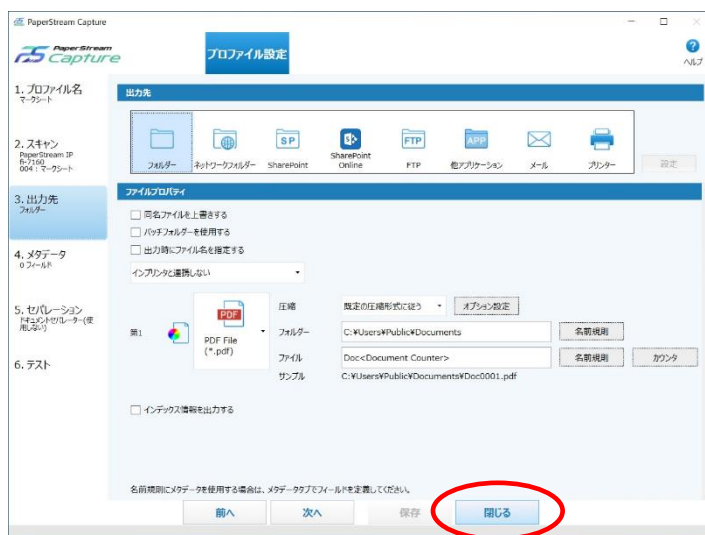 PaperStream Capture
PaperStream
Capture
プロファイル設定
ヘルプ
1. プロファイル名
マークシート
2. スキャン
PaperStream IP
fi-7160
004 : マークシート
3. 出力先
フォルダー
4. メタデータ
0 フィールド
5. セパレーション
ドキュメントセパレーター(使
用しない)
6. テスト
出力先
フォルダー
ネットワークフォルダー
SP
SharePoint
SharePoint
Online
FTP
FTP
APP
他アプリケーション
メール
プリンター
設定
ファイルプロパティ
同名ファイルを上書きする
バッチフォルダーを使用する
出力時にファイル名を指定する
インプリンタと連携しない
第1
PDF
PDF File
(*.pdf)
圧縮
既定の圧縮形式に従う
オプション設定
フォルダー
C:¥Users¥Public¥Documents
名前規則
ファイル
Doc<Document Counter>
名前規則
カウンタ
サンプル
C:¥Users¥Public¥Documents¥Doc0001.pdf
インデックス情報を出力する
名前規則にメタデータを使用する場合は、メタデータタブでフィールドを定義してください。
前へ
次へ
保存
閉じる